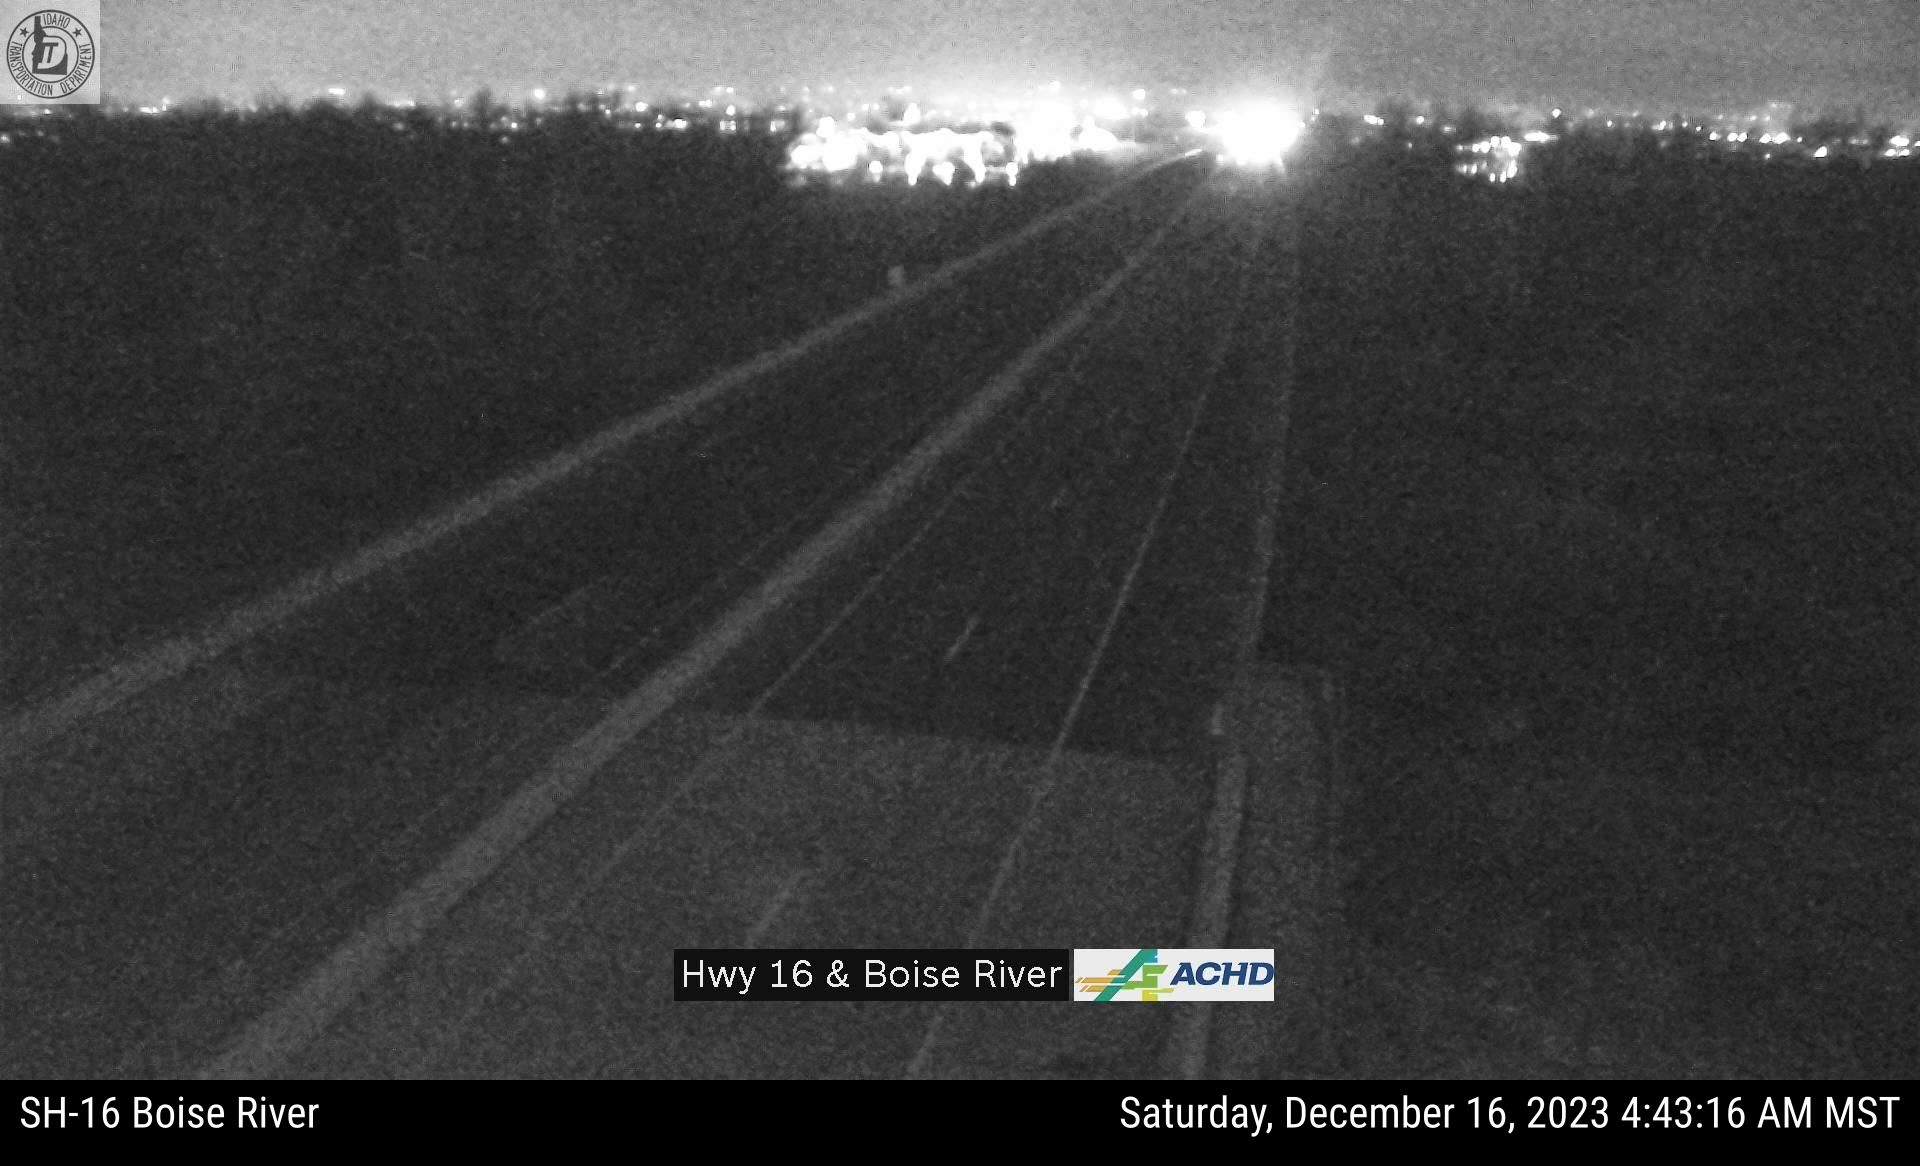 IDAHO
TRANSPORTATION DEPARTMENT
Hwy 16 & Boise River
ACHD
SH-16 Boise River
Saturday, December 16, 2023 4:43:16 AM MST